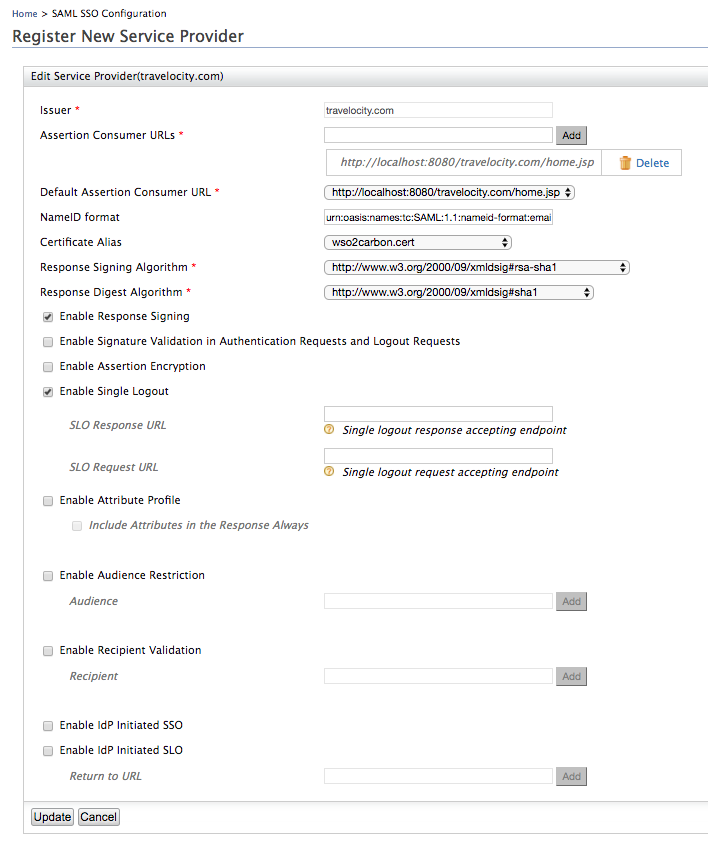 Home > SAML SSO Configuration
Register New Service Provider
Edit Service Provider(travelocity.com)
Issuer * travelocity.com
Assertion Consumer URLs * Add
http://localhost:8080/travelocity.com/home.jsp Delete
Default Assertion Consumer URL * http://localhost:8080/travelocity.com/home.jsp
NameID format urn:oasis:names:tc:SAML:1.1:nameid-format:emai
Certificate Alias wso2carbon.cert
Response Signing Algorithm * http://www.w3.org/2000/09/xmldsig#rsa-sha1
Response Digest Algorithm * http://www.w3.org/2000/09/xmldsig#sha1
Enable Response Signing
Enable Signature Validation in Authentication Requests and Logout Requests
Enable Assertion Encryption
Enable Single Logout
SLO Response URL
? Single logout response accepting endpoint
SLO Request URL
? Single logout request accepting endpoint
Enable Attribute Profile
Include Attributes in the Response Always
Enable Audience Restriction
Audience Add
Enable Recipient Validation
Recipient Add
Enable IdP Initiated SSO
Enable IdP Initiated SLO
Return to URL Add
Update Cancel